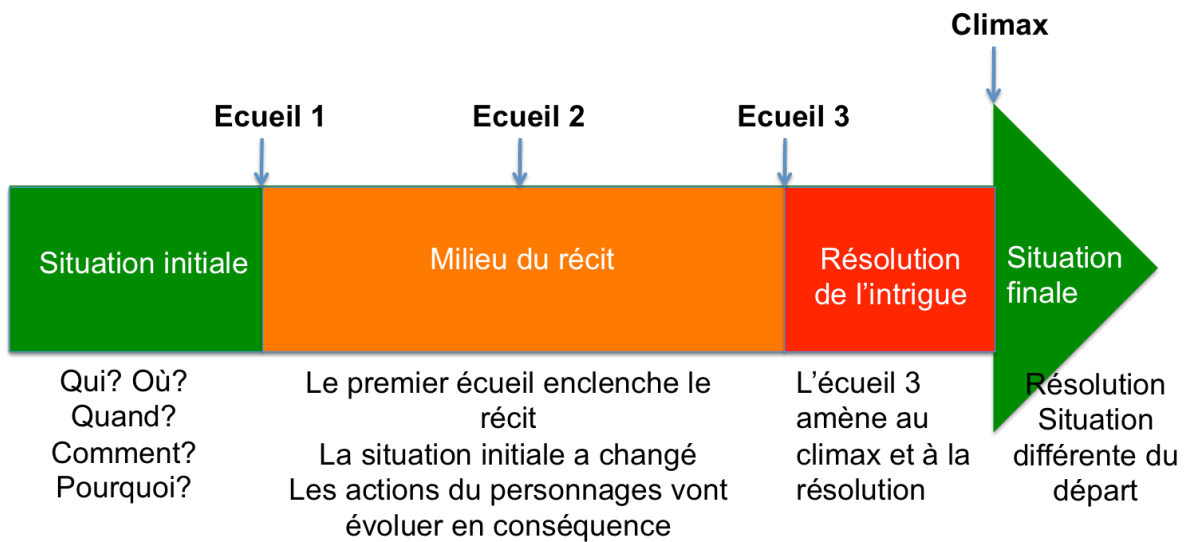 Climax
Ecueil 1
Ecueil 2
Ecueil 3
Situation initiale
Milieu du récit
Résolution
de l'intrigue
Situation
finale
Qui? Où?
Quand?
Comment?
Pourquoi?
Le premier écueil enclenche le
récit
La situation initiale a changé
Les actions du personnages vont
évoluer en conséquence
L'écueil 3
amène au
climax et à la
résolution
Résolution
Situation
différente du
départ